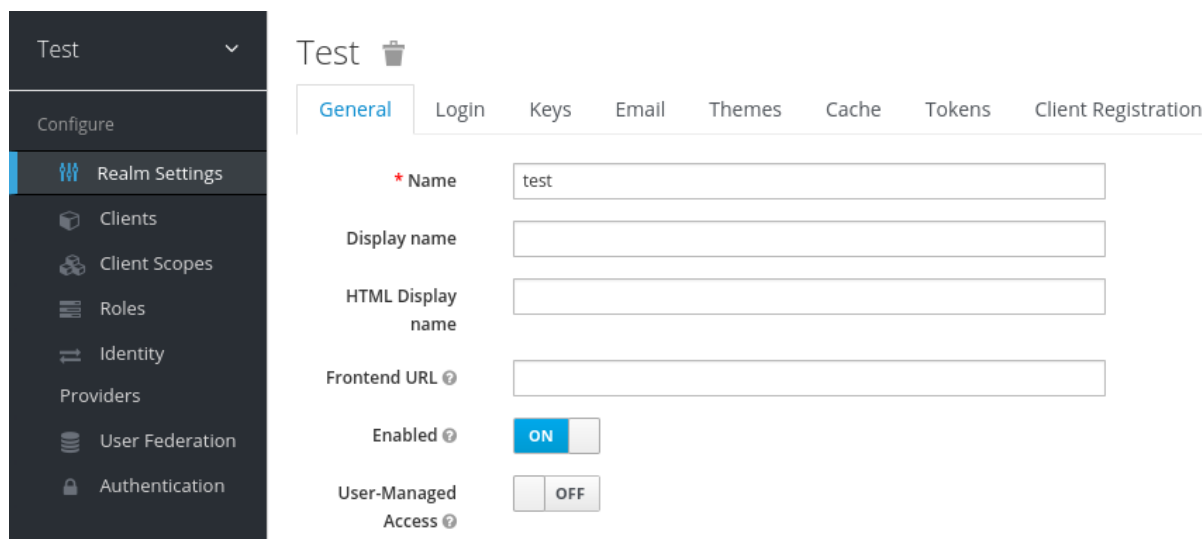 Test
Configure
Realm Settings
Clients
Client Scopes
Roles
Identity
Providers
User Federation
Authentication
Test
General Login Keys Email Themes Cache Tokens Client Registration
* Name test
Display name
HTML Display
name
Frontend URL
Enabled ON
User-Managed
Access OFF